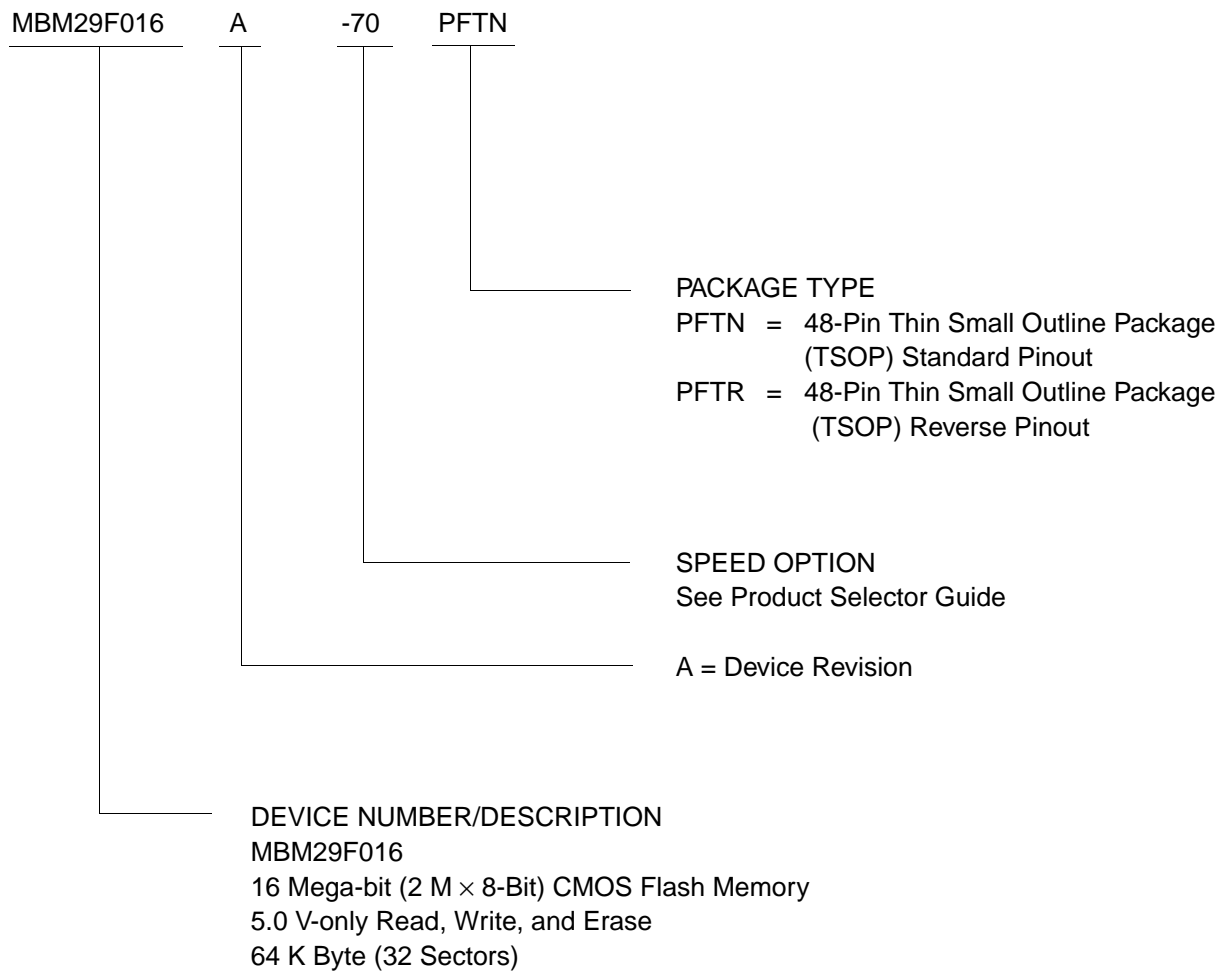 MBM29F016 A -70 PFTN
PACKAGE TYPE
PFTN = 48-Pin Thin Small Outline Package
(TSOP) Standard Pinout
PFTR = 48-Pin Thin Small Outline Package
(TSOP) Reverse Pinout
SPEED OPTION
See Product Selector Guide
A = Device Revision
DEVICE NUMBER/DESCRIPTION
MBM29F016
16 Mega-bit (2 M × 8-Bit) CMOS Flash Memory
5.0 V-only Read, Write, and Erase
64 K Byte (32 Sectors)